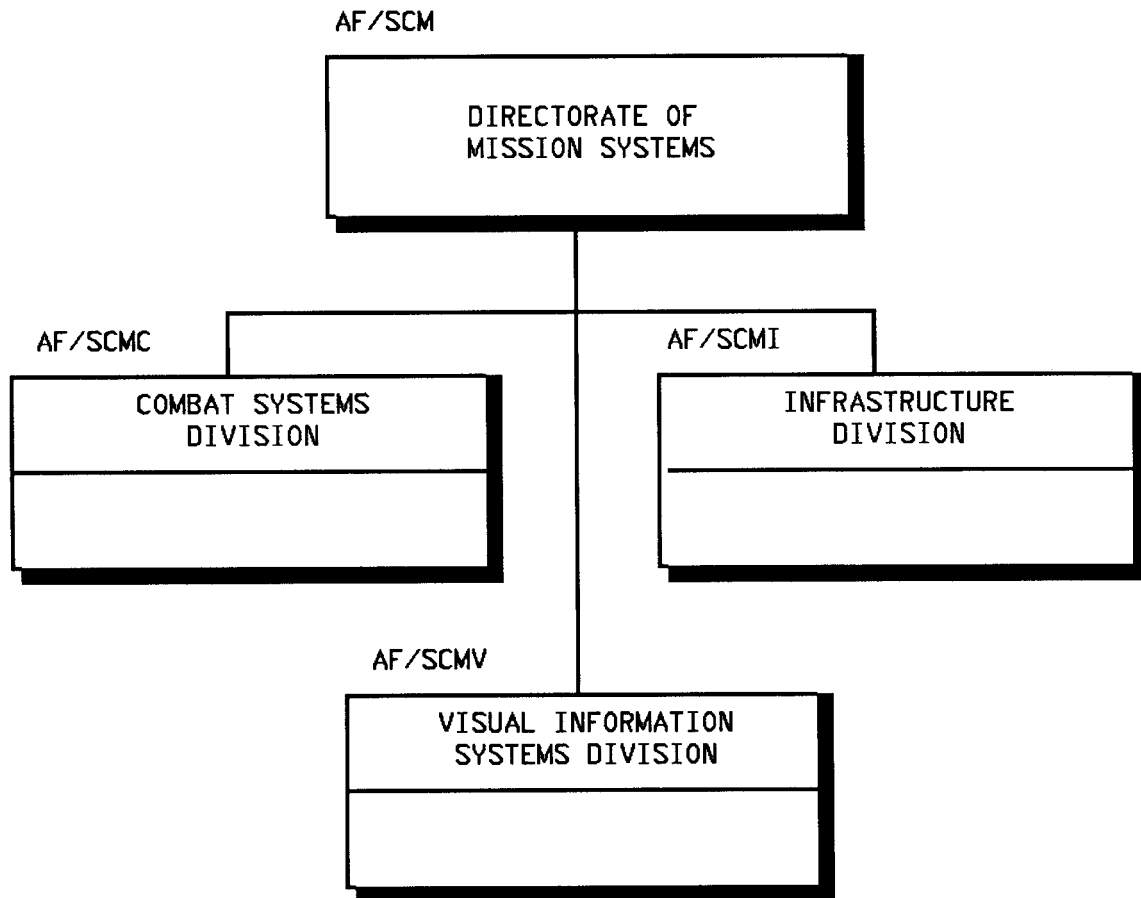 AF/SCM
DIRECTORATE OF
MISSION SYSTEMS
AF/SCMC
COMBAT SYSTEMS
DIVISION
AF/SCMI
INFRASTRUCTURE
DIVISION
AF/SCMV
VISUAL INFORMATION
SYSTEMS DIVISION